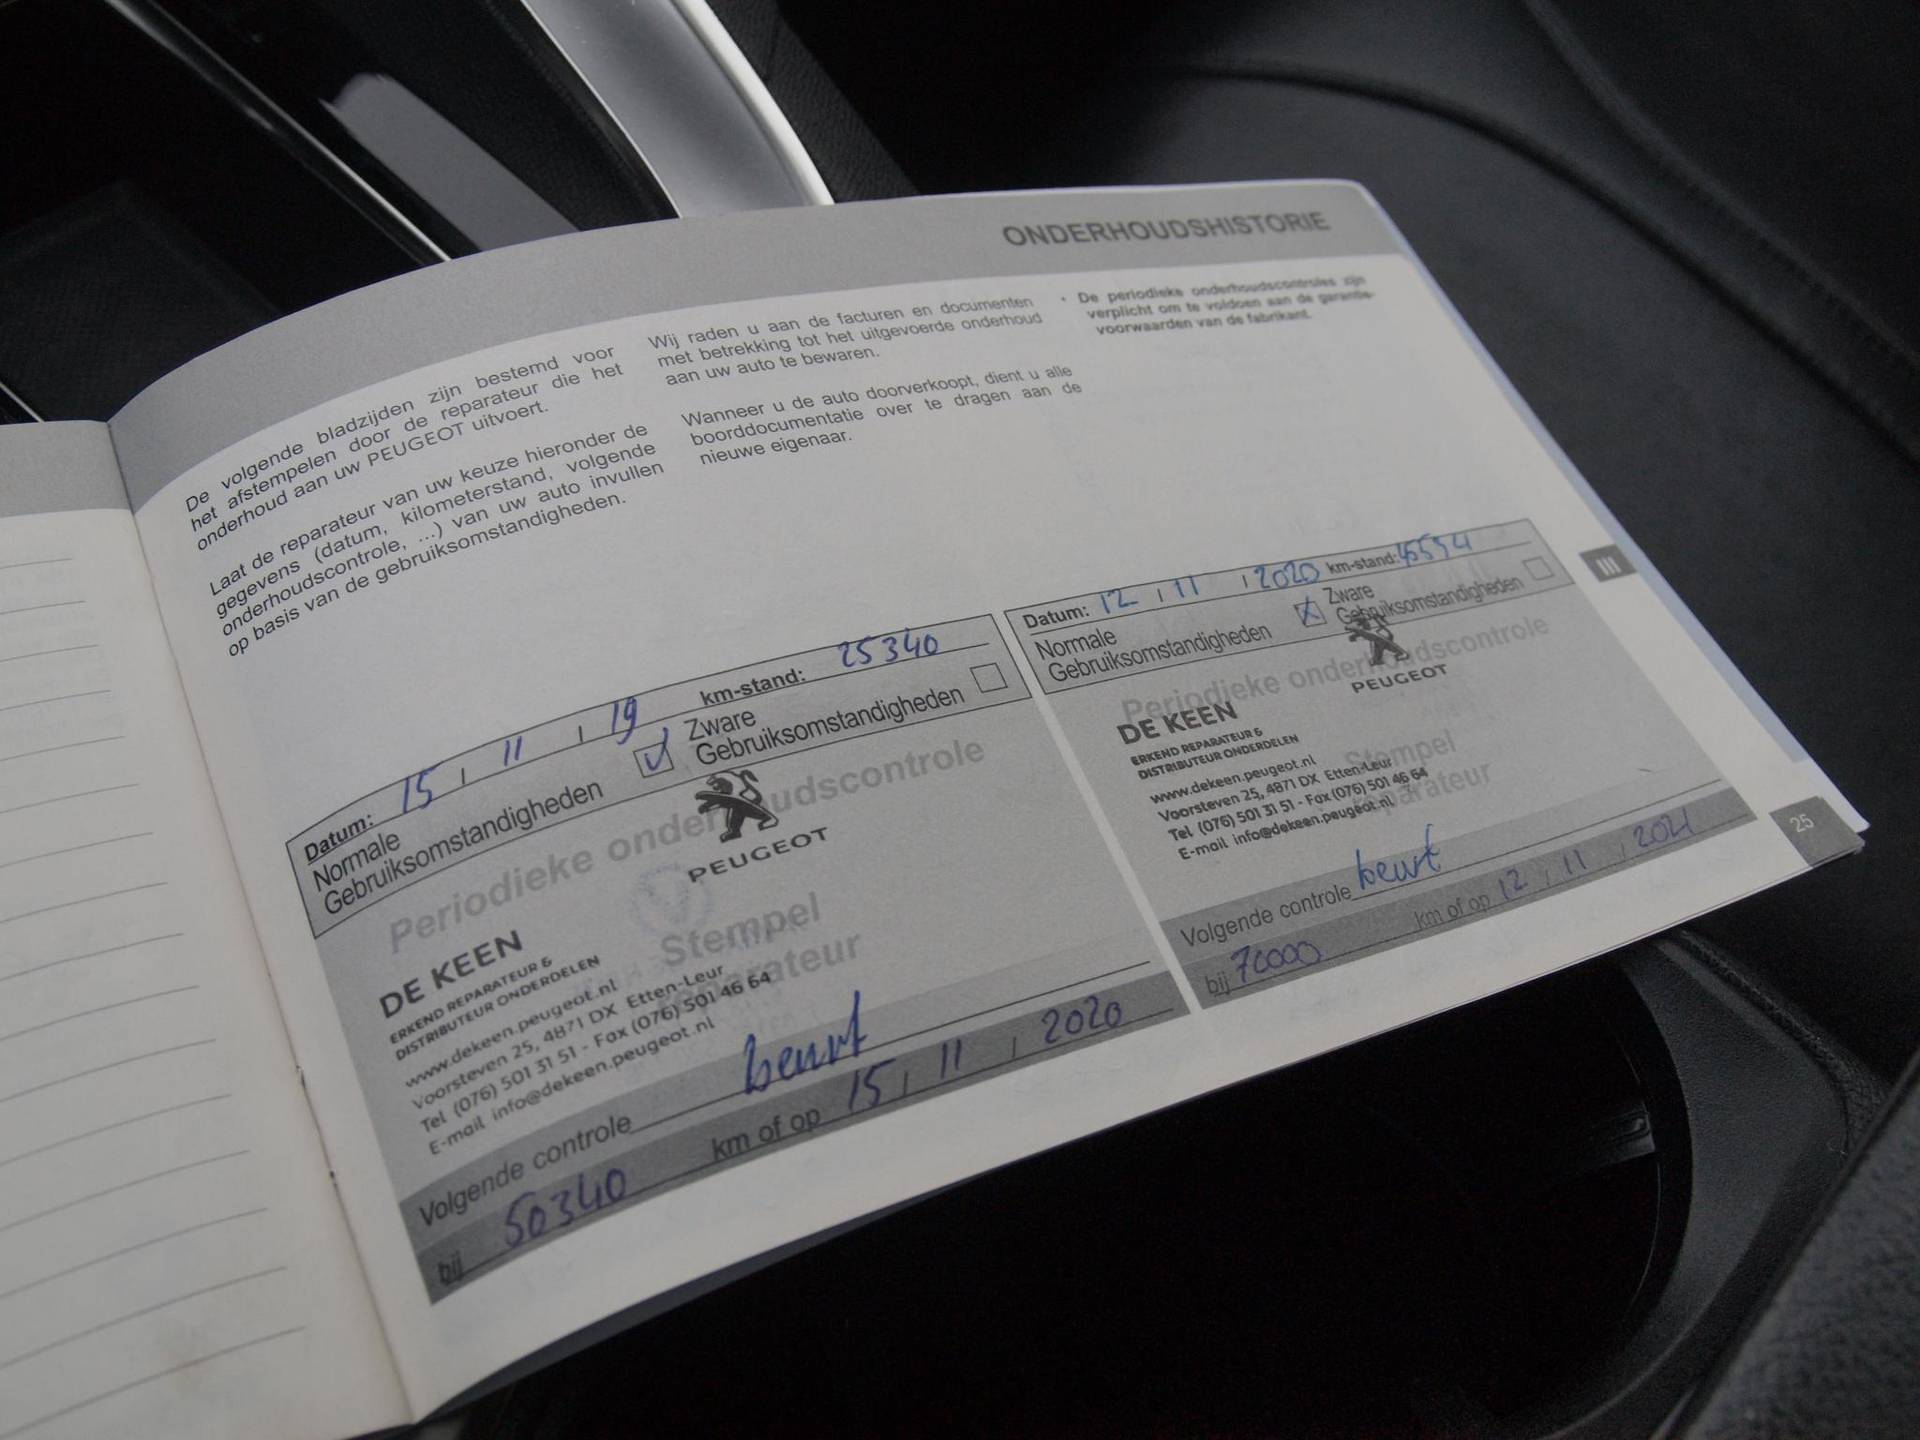 ONDERHOUDSHISTORIE
De volgende bladzijden zijn bestemd voor
het afstempelen door de reparateur die het
onderhoud aan uw PEUGEOT uitvoert.
Laat de reparateur van uw keuze hieronder de
gegevens (datum, kilometerstand, volgende
onderhoudscontrole, ...) van uw auto invullen
op basis van de gebruiksomstandigheden.
Wij raden u aan de facturen en documenten
met betrekking tot het uitgevoerde onderhoud
aan uw auto te bewaren.
Wanneer u de auto doorverkoopt, dient u alle
boorddocumentatie over te dragen aan de
nieuwe eigenaar.
• De periodieke onderhoudscontroles zijn
verplicht om te voldoen aan de garantie-
voorwaarden van de fabrikant.
Datum: 15 / 11 / 19 km-stand: 25340
Normale
Gebruiksomstandigheden
Zware
Gebruiksomstandigheden
Periodieke onderhoudscontrole
PEUGEOT
Stempel
reparateur
DE KEEN
ERKEND REPARATEUR &
DISTRIBUTEUR ONDERDELEN
www.dekeen.peugeot.nl
Voorsteven 25, 4871 DX Etten-Leur
Tel (076) 501 31 51 - Fax (076) 501 46 64
E-mail info@dekeen.peugeot.nl
Volgende controle beurt
bij 50340 km of op 15 / 11 / 2020
Datum: 12 / 11 / 2020 km-stand:
Normale
Gebruiksomstandigheden
Zware
Gebruiksomstandigheden
Periodieke onderhoudscontrole
PEUGEOT
Stempel
reparateur
DE KEEN
ERKEND REPARATEUR &
DISTRIBUTEUR ONDERDELEN
www.dekeen.peugeot.nl
Voorsteven 25, 4871 DX Etten-Leur
Tel (076) 501 31 51 - Fax (076) 501 46 64
E-mail info@dekeen.peugeot.nl
Volgende controle beurt
bij 70000 km of op 12 / 11 / 2021
III
25